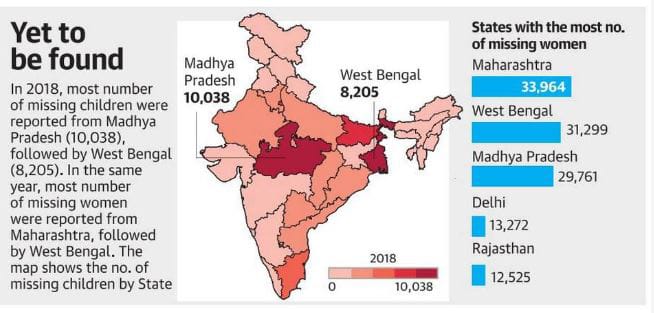 Yet to
be found
In 2018, most number
of missing children were
reported from Madhya
Pradesh (10,038),
followed by West Bengal
(8,205). In the same
year, most number
of missing women
were reported from
Maharashtra, followed
by West Bengal. The
map shows the no. of
missing children by State
Madhya
Pradesh
10,038
West Bengal
8,205
2018
0
10,038
States with the most no.
of missing women
Maharashtra
33,964
West Bengal
31,299
Madhya Pradesh
29,761
Delhi
13,272
Rajasthan
12,525